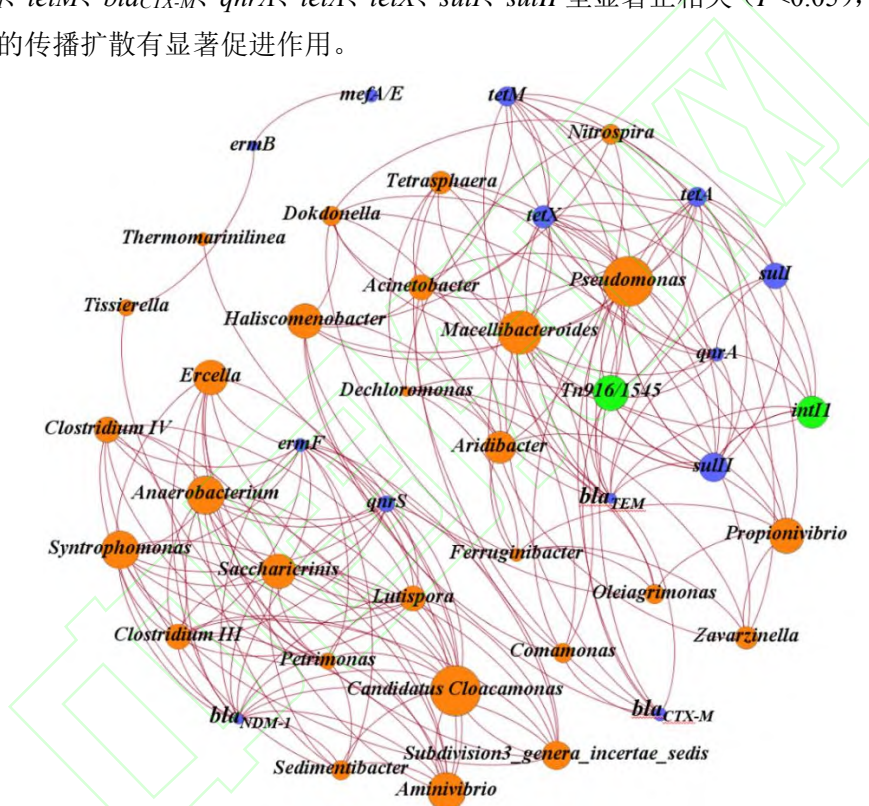 tetM、blaCTX-M、qnrA、tetA、tetX、sulI、sulII 呈显著正相关（P<0.05），
的传播扩散有显著促进作用。
mefA/E
tetM
ermB
Nitrospira
Tetrasphaera
tetA
Dokdonella
tetX
Thermomarinilinea
sulI
Acinetobacter
Pseudomonas
Tissierella
Haliscomenobacter
Macellibacteroides
qnrA
Ercella
Dechloromonas
Tn916/1545
intI1
Clostridium IV
ermF
Aridibacter
sulII
Anaerobacterium
qnrS
blaTEM
Syntrophomonas
Ferruginibacter
Propionivibrio
Saccharicrinis
Lutispora
Oleiagrimonas
Clostridium III
Zavarzinella
Petrimonas
Comamonas
Candidatus Cloacamonas
blaNDM-1
blaCTX-M
Subdivision3_genera_incertae_sedis
Sedimentibacter
Aminivibrio